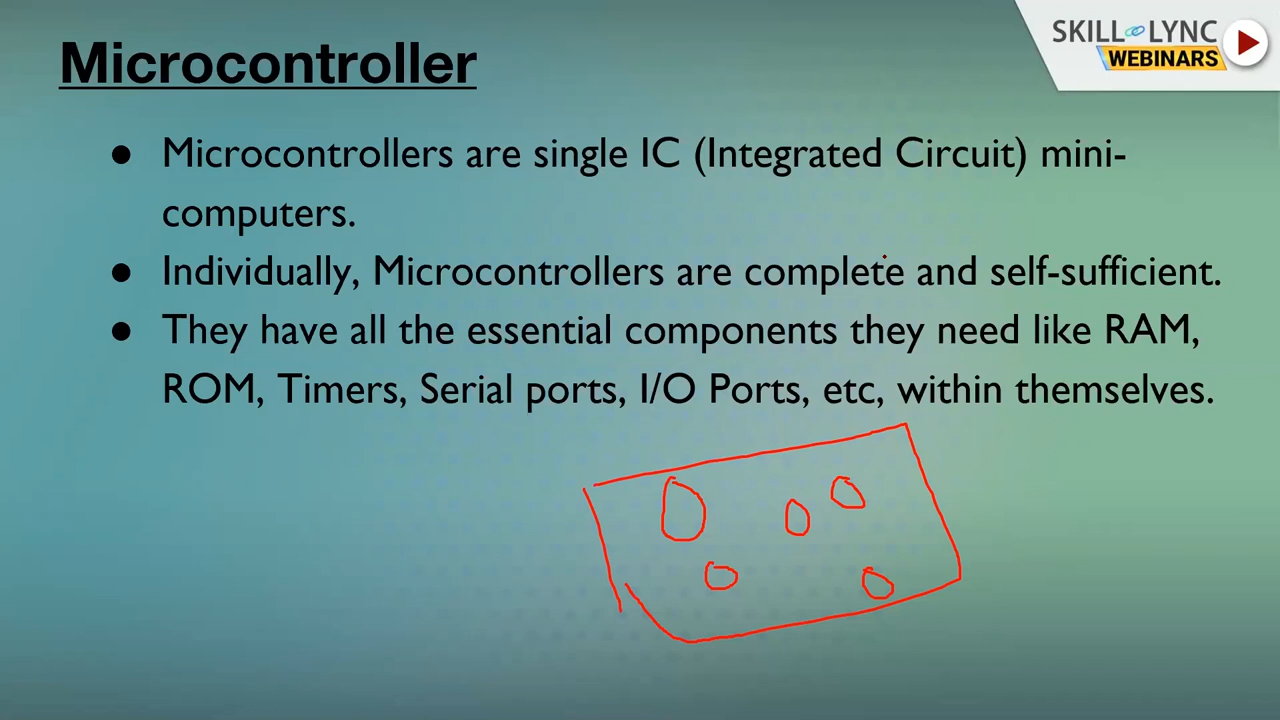 SKILL LYNC
WEBINARS
Microcontroller
● Microcontrollers are single IC (Integrated Circuit) mini-
computers.
● Individually, Microcontrollers are complete and self-sufficient.
● They have all the essential components they need like RAM,
ROM, Timers, Serial ports, I/O Ports, etc, within themselves.